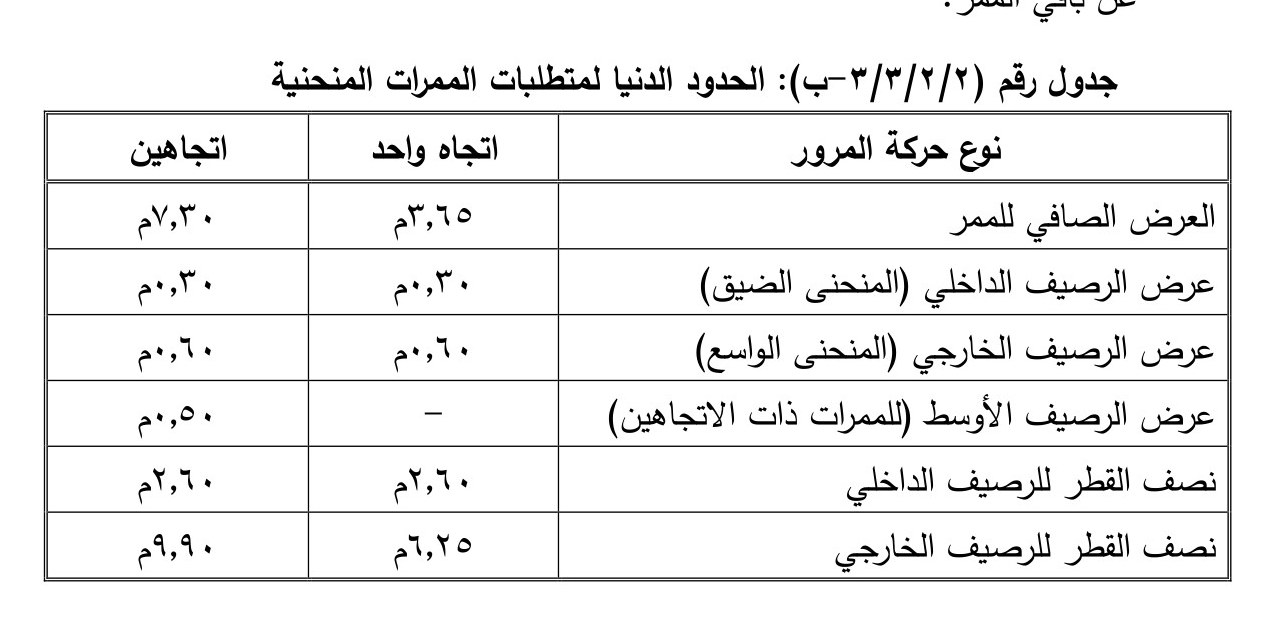 عن باقي الممر.
جدول رقم (٣/٣/٢/٢-ب): الحدود الدنيا لمتطلبات الممرات المنحنية
نوع حركة المرور اتجاه واحد اتجاهين
العرض الصافي للممر ٣,٦٥م ٧,٣٠م
عرض الرصيف الداخلي (المنحنى الضيق) ٠,٣٠م ٠,٣٠م
عرض الرصيف الخارجي (المنحنى الواسع) ٠,٦٠م ٠,٦٠م
عرض الرصيف الأوسط (للممرات ذات الاتجاهين) – ٠,٥٠م
نصف القطر للرصيف الداخلي ٢,٦٠م ٢,٦٠م
نصف القطر للرصيف الخارجي ٦,٢٥م ٩,٩٠م